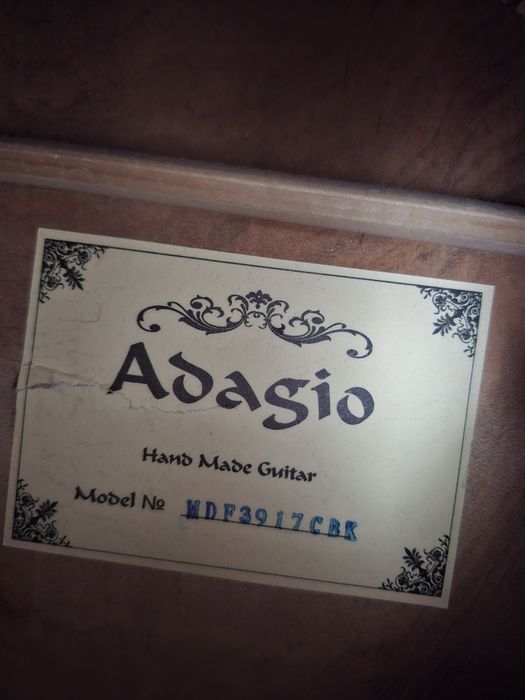 Adagio
Hand Made Guitar
Model № MDF3917CBK